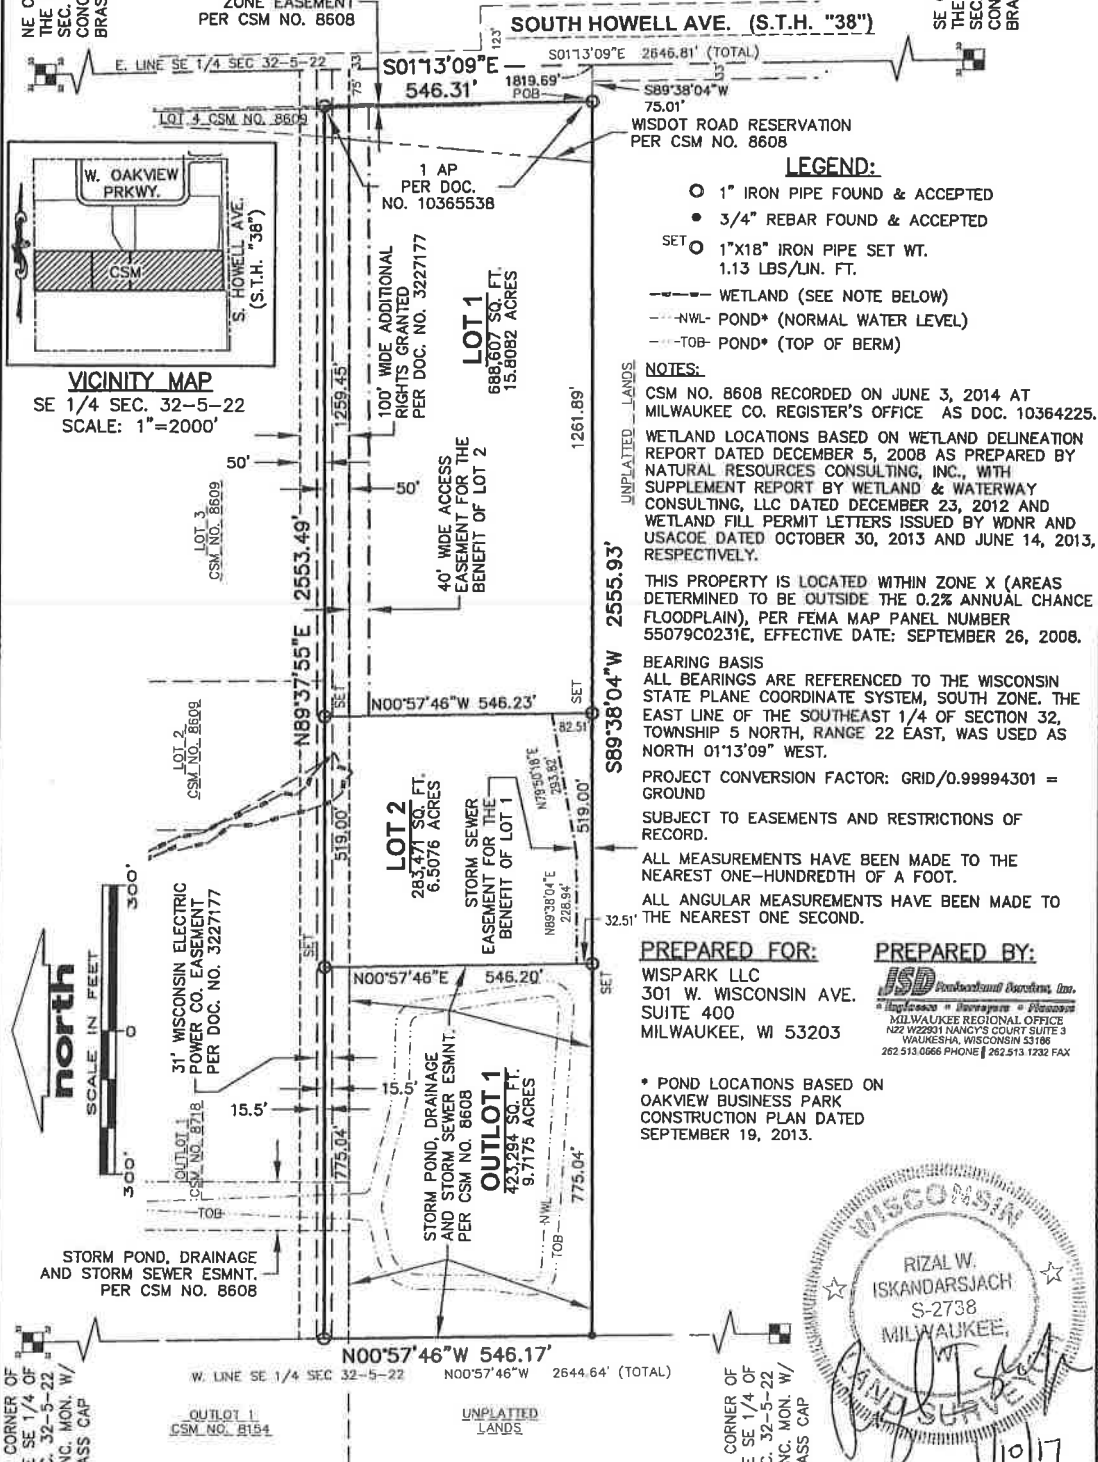 ZONE EASEMENT
PER CSM NO. 8608
SOUTH HOWELL AVE. (S.T.H. "38")
123'
S01°13'09"E 2646.81' (TOTAL)
E. LINE SE 1/4 SEC 32-5-22
33'
75'
S01°13'09"E
546.31'
1819.69'
POB
33'
S89°38'04"W
75.01'
LOT 4 CSM NO. 8609
WISDOT ROAD RESERVATION
PER CSM NO. 8608
1 AP
PER DOC.
NO. 10365538
W. OAKVIEW
PRKWY.
CSM
S. HOWELL AVE.
(S.T.H. "38")
VICINITY MAP
SE 1/4 SEC. 32-5-22
SCALE: 1"=2000'
LEGEND:
1" IRON PIPE FOUND & ACCEPTED
3/4" REBAR FOUND & ACCEPTED
SET 1"X18" IRON PIPE SET WT.
1.13 LBS/LIN. FT.
WETLAND (SEE NOTE BELOW)
NWL POND* (NORMAL WATER LEVEL)
TOB POND* (TOP OF BERM)
NOTES:
CSM NO. 8608 RECORDED ON JUNE 3, 2014 AT
MILWAUKEE CO. REGISTER'S OFFICE AS DOC. 10364225.
WETLAND LOCATIONS BASED ON WETLAND DELINEATION
REPORT DATED DECEMBER 5, 2008 AS PREPARED BY
NATURAL RESOURCES CONSULTING, INC., WITH
SUPPLEMENT REPORT BY WETLAND & WATERWAY
CONSULTING, LLC DATED DECEMBER 23, 2012 AND
WETLAND FILL PERMIT LETTERS ISSUED BY WDNR AND
USACOE DATED OCTOBER 30, 2013 AND JUNE 14, 2013,
RESPECTIVELY.
THIS PROPERTY IS LOCATED WITHIN ZONE X (AREAS
DETERMINED TO BE OUTSIDE THE 0.2% ANNUAL CHANCE
FLOODPLAIN), PER FEMA MAP PANEL NUMBER
55079C0231E, EFFECTIVE DATE: SEPTEMBER 26, 2008.
BEARING BASIS
ALL BEARINGS ARE REFERENCED TO THE WISCONSIN
STATE PLANE COORDINATE SYSTEM, SOUTH ZONE. THE
EAST LINE OF THE SOUTHEAST 1/4 OF SECTION 32,
TOWNSHIP 5 NORTH, RANGE 22 EAST, WAS USED AS
NORTH 01°13'09" WEST.
PROJECT CONVERSION FACTOR: GRID/0.99994301 =
GROUND
SUBJECT TO EASEMENTS AND RESTRICTIONS OF
RECORD.
ALL MEASUREMENTS HAVE BEEN MADE TO THE
NEAREST ONE-HUNDREDTH OF A FOOT.
ALL ANGULAR MEASUREMENTS HAVE BEEN MADE TO
THE NEAREST ONE SECOND.
UNPLATTED LANDS
LOT 1
688,607 SQ. FT.
15.8082 ACRES
100' WIDE ADDITIONAL
RIGHTS GRANTED
PER DOC. NO. 3227177
1259.45'
1261.89'
50'
50'
LOT 3
CSM NO. 8609
40' WIDE ACCESS
EASEMENT FOR THE
BENEFIT OF LOT 2
N89°37'55"E 2553.49'
S89°38'04"W 2555.93'
SET
SET
N00°57'46"W 546.23'
82.51'
LOT 2
CSM NO. 8609
N79°50'18"E
293.82'
519.00'
519.00'
LOT 2
283,471 SQ. FT.
6.5076 ACRES
STORM SEWER
EASEMENT FOR THE
BENEFIT OF LOT 1
N89°38'04"E
228.94'
32.51'
300'
0
300'
SCALE IN FEET
north
31' WISCONSIN ELECTRIC
POWER CO. EASEMENT
PER DOC. NO. 3227177
SET
SET
N00°57'46"E 546.20'
15.5'
15.5'
OUTLOT 1
CSM NO. 8718
775.04'
775.04'
STORM POND, DRAINAGE
AND STORM SEWER ESMNT.
PER CSM NO. 8608
OUTLOT 1
423,294 SQ. FT.
9.7175 ACRES
NWL
TOB
TOB
STORM POND, DRAINAGE
AND STORM SEWER ESMNT.
PER CSM NO. 8608
PREPARED FOR:
WISPARK LLC
301 W. WISCONSIN AVE.
SUITE 400
MILWAUKEE, WI 53203
PREPARED BY:
JSD Professional Services, Inc.
• Engineers • Surveyors • Planners
MILWAUKEE REGIONAL OFFICE
N22 W22931 NANCY'S COURT SUITE 3
WAUKESHA, WISCONSIN 53186
262.513.0666 PHONE | 262.513.1232 FAX
* POND LOCATIONS BASED ON
OAKVIEW BUSINESS PARK
CONSTRUCTION PLAN DATED
SEPTEMBER 19, 2013.
WISCONSIN
RIZAL W.
ISKANDARSJACH
S-2738
MILWAUKEE,
WI
LAND SURVEYOR
N00°57'46"W 546.17'
W. LINE SE 1/4 SEC 32-5-22 N00°57'46"W 2644.64' (TOTAL)
OUTLOT 1
CSM NO. 8154
UNPLATTED
LANDS